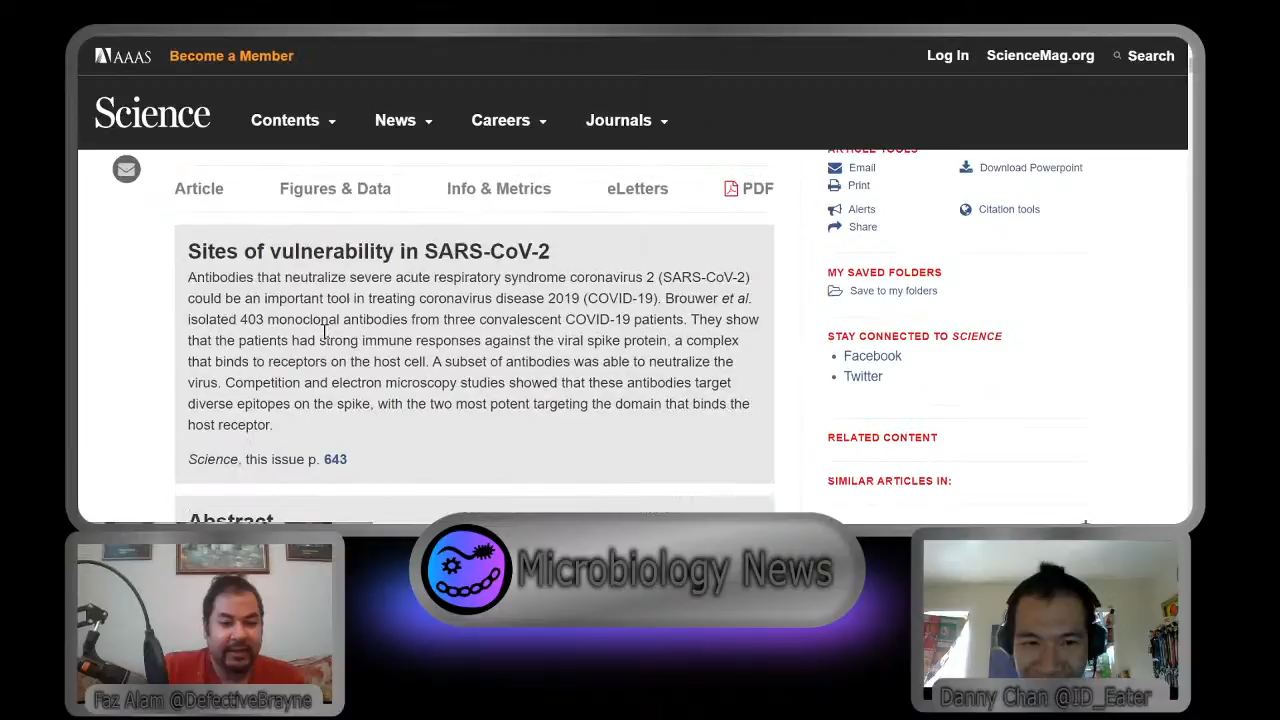 AAAS
Become a Member
Log In
ScienceMag.org
Search
Science
Contents
News
Careers
Journals
ARTICLE TOOLS
Email
Download Powerpoint
Print
Alerts
Citation tools
Share
Article
Figures & Data
Info & Metrics
eLetters
PDF
Sites of vulnerability in SARS-CoV-2
Antibodies that neutralize severe acute respiratory syndrome coronavirus 2 (SARS-CoV-2)
could be an important tool in treating coronavirus disease 2019 (COVID-19). Brouwer et al.
isolated 403 monoclonal antibodies from three convalescent COVID-19 patients. They show
that the patients had strong immune responses against the viral spike protein, a complex
that binds to receptors on the host cell. A subset of antibodies was able to neutralize the
virus. Competition and electron microscopy studies showed that these antibodies target
diverse epitopes on the spike, with the two most potent targeting the domain that binds the
host receptor.
Science, this issue p. 643
Abstract
MY SAVED FOLDERS
Save to my folders
STAY CONNECTED TO SCIENCE
Facebook
Twitter
RELATED CONTENT
SIMILAR ARTICLES IN:
Microbiology News
Faz Alam @DefectiveBrayne
Danny Chan @ID_Eater